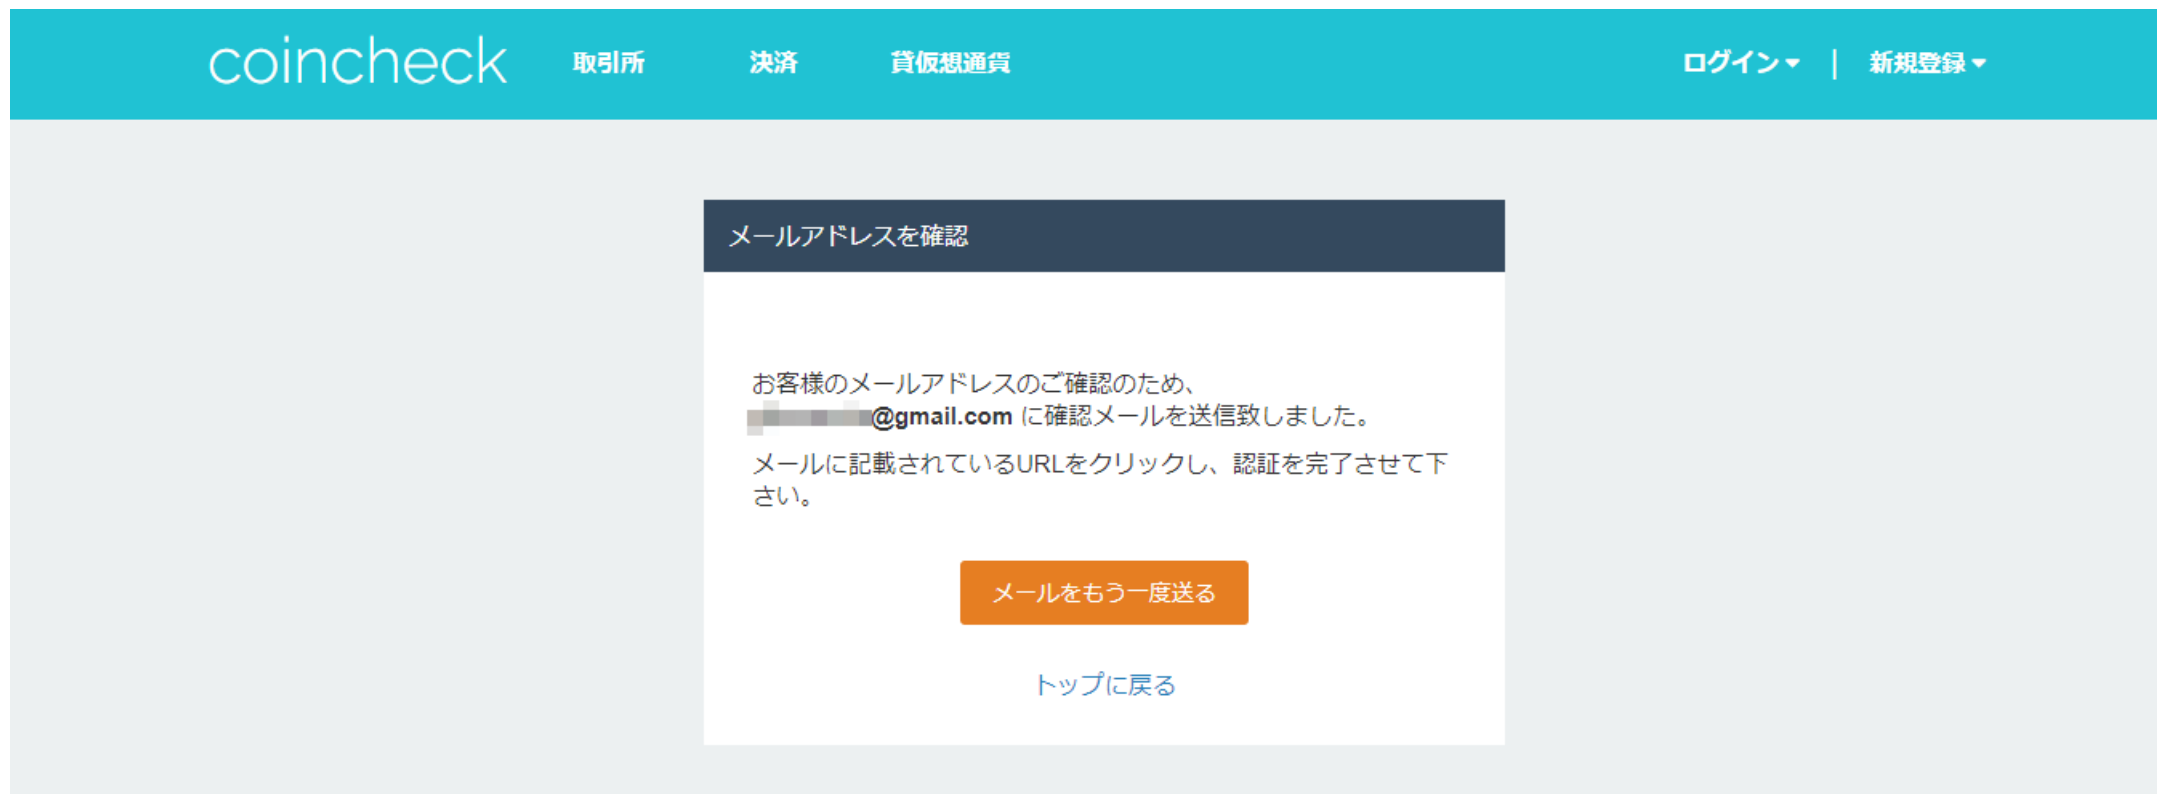 coincheck 取引所 決済 貸仮想通貨 ログイン | 新規登録
メールアドレスを確認
お客様のメールアドレスのご確認のため、
@gmail.com に確認メールを送信致しました。
メールに記載されているURLをクリックし、認証を完了させて下
さい。
メールをもう一度送る
トップに戻る